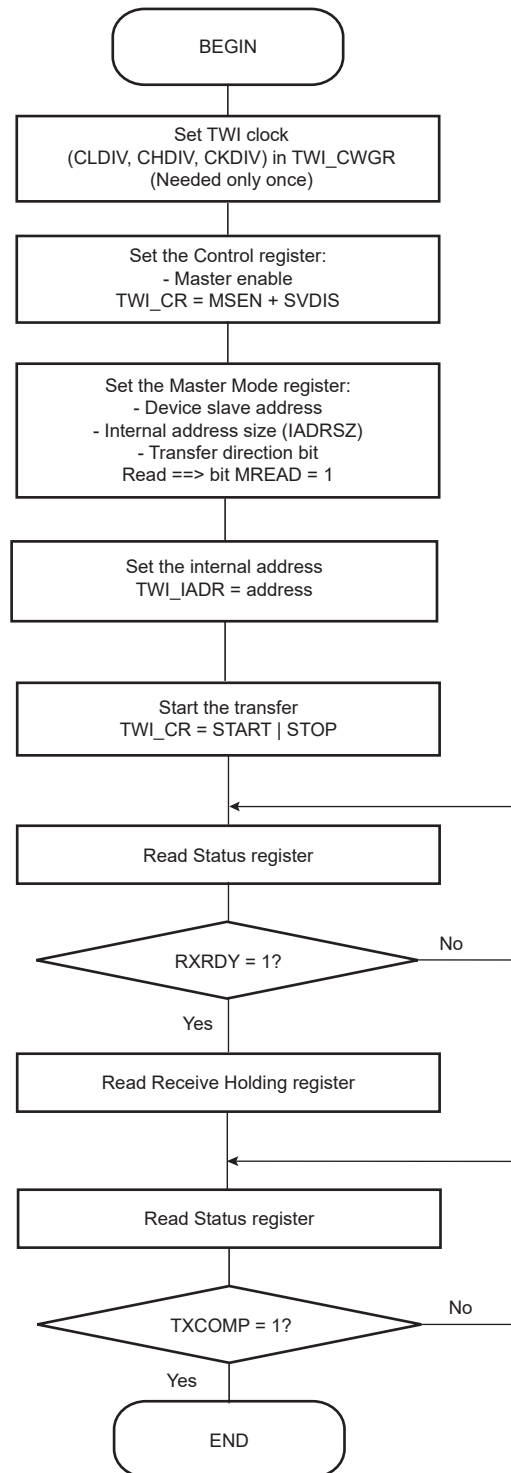 BEGIN
Set TWI clock
(CLDIV, CHDIV, CKDIV) in TWI_CWGR
(Needed only once)
Set the Control register:
- Master enable
TWI_CR = MSEN + SVDIS
Set the Master Mode register:
- Device slave address
- Internal address size (IADRSZ)
- Transfer direction bit
Read ==> bit MREAD = 1
Set the internal address
TWI_IADR = address
Start the transfer
TWI_CR = START | STOP
Read Status register
RXRDY = 1?
No
Yes
Read Receive Holding register
Read Status register
TXCOMP = 1?
No
Yes
END